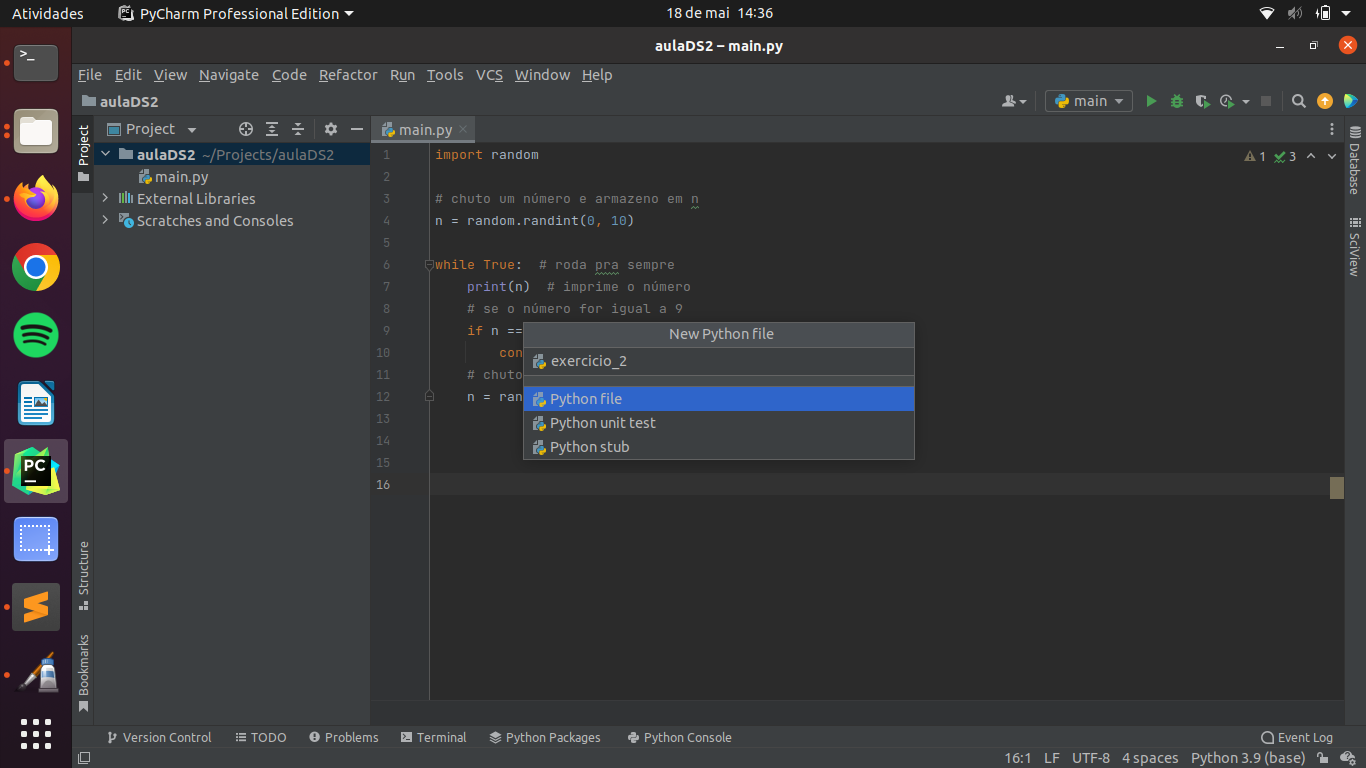 Atividades
PyCharm Professional Edition
18 de mai 14:36
aulaDS2 – main.py
File Edit View Navigate Code Refactor Run Tools VCS Window Help
aulaDS2
main
Project
Project
main.py
aulaDS2 ~/Projects/aulaDS2
main.py
External Libraries
Scratches and Consoles
1 import random
2
3 # chuto um número e armazeno em n
4 n = random.randint(0, 10)
5
6 while True:  # roda pra sempre
7 print(n)  # imprime o número
8 # se o número for igual a 9
9 if n ==
10 con
11 # chuto
12 n = ran
13
14
15
16
1 3
New Python file
exercicio_2
Python file
Python unit test
Python stub
Database
SciView
Structure
Bookmarks
>_
PC
Version Control TODO Problems Terminal Python Packages Python Console Event Log
16:1 LF UTF-8 4 spaces Python 3.9 (base)